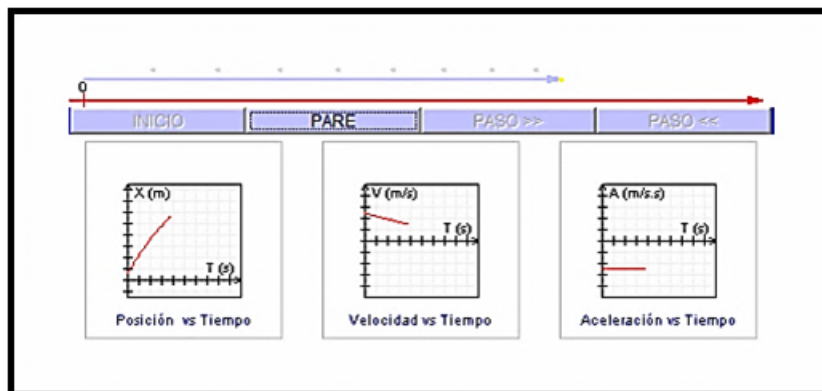 0
INICIO PARE PASO >> PASO <<
X (m) V (m/s) A (m/s.s)
T (s) T (s) T (s)
Posición vs Tiempo Velocidad vs Tiempo Aceleración vs Tiempo